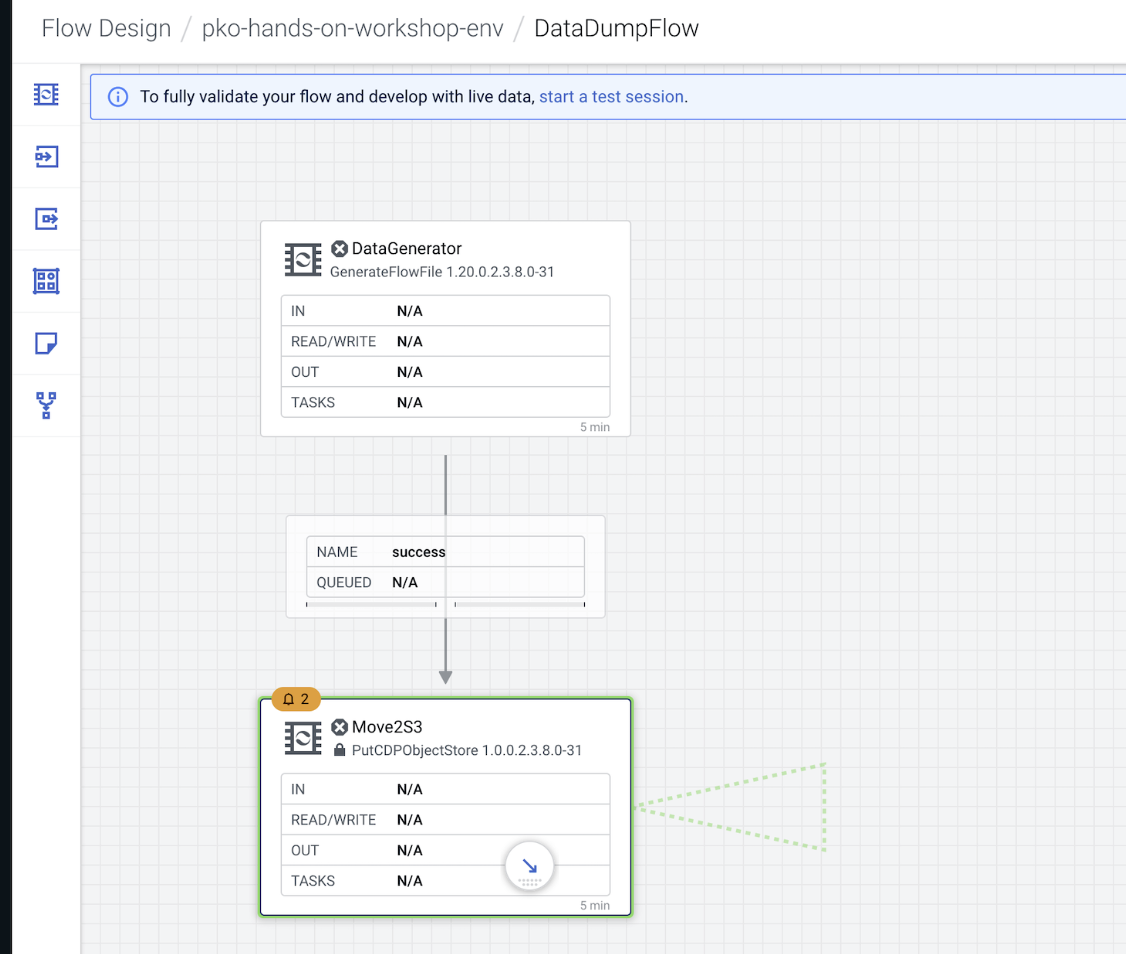 Flow Design / pko-hands-on-workshop-env / DataDumpFlow
To fully validate your flow and develop with live data, start a test session.
DataGenerator
GenerateFlowFile 1.20.0.2.3.8.0-31
IN N/A
READ/WRITE N/A
OUT N/A
TASKS N/A
5 min
NAME success
QUEUED N/A
2
Move2S3
PutCDPObjectStore 1.0.0.2.3.8.0-31
IN N/A
READ/WRITE N/A
OUT N/A
TASKS N/A
5 min